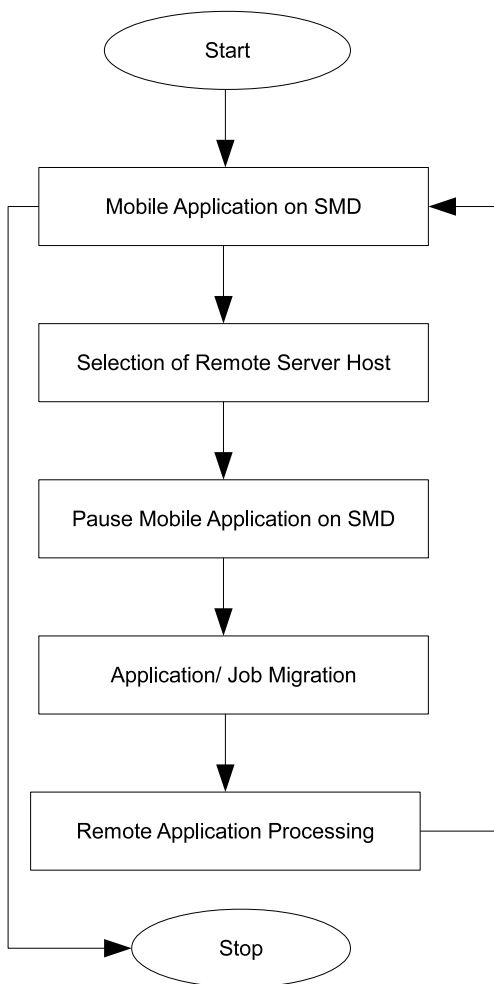 Start
Mobile Application on SMD
Selection of Remote Server Host
Pause Mobile Application on SMD
Application/ Job Migration
Remote Application Processing
Stop